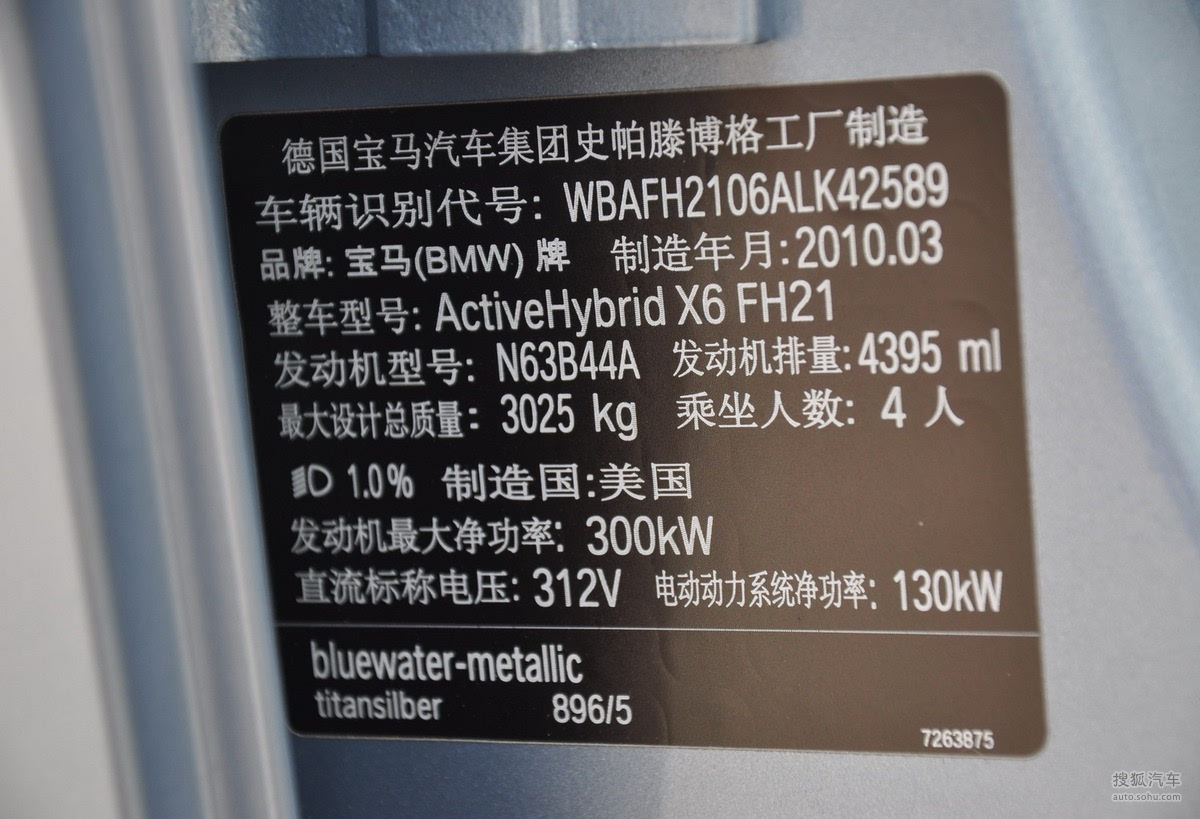 德国宝马汽车集团史帕滕博格工厂制造
车辆识别代号: WBAFH2106ALK42589
品牌: 宝马(BMW) 牌 制造年月:2010.03
整车型号: ActiveHybrid X6 FH21
发动机型号: N63B44A 发动机排量:4395 ml
最大设计总质量: 3025 kg 乘坐人数: 4 人
1.0% 制造国:美国
发动机最大净功率: 300kW
直流标称电压: 312V 电动动力系统净功率: 130kW
bluewater-metallic
titansilber 896/5
7263875
搜狐汽车
auto.sohu.com